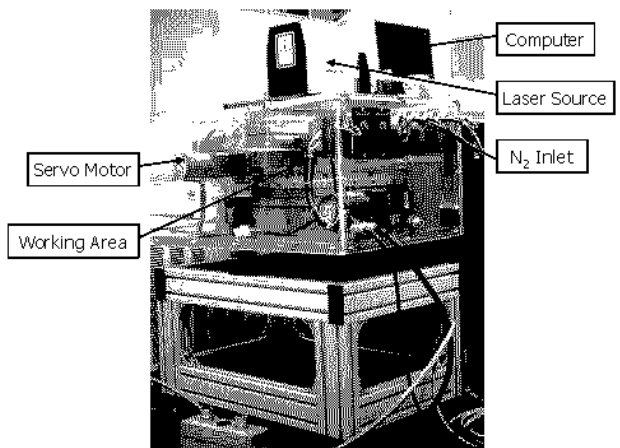 Computer
Laser Source
N₂ Inlet
Servo Motor
Working Area